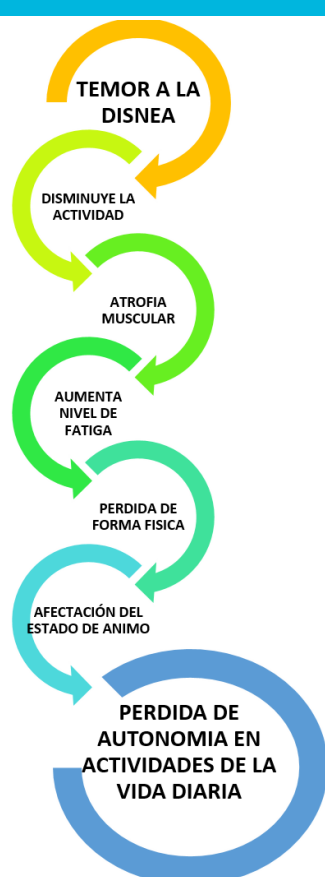 TEMOR A LA
DISNEA
DISMINUYE LA
ACTIVIDAD
ATROFIA
MUSCULAR
AUMENTA
NIVEL DE
FATIGA
PERDIDA DE
FORMA FISICA
AFECTACIÓN DEL
ESTADO DE ANIMO
PERDIDA DE
AUTONOMIA EN
ACTIVIDADES DE LA
VIDA DIARIA